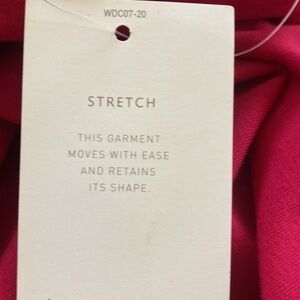 WDC07-20
STRETCH
THIS GARMENT
MOVES WITH EASE
AND RETAINS
ITS SHAPE.